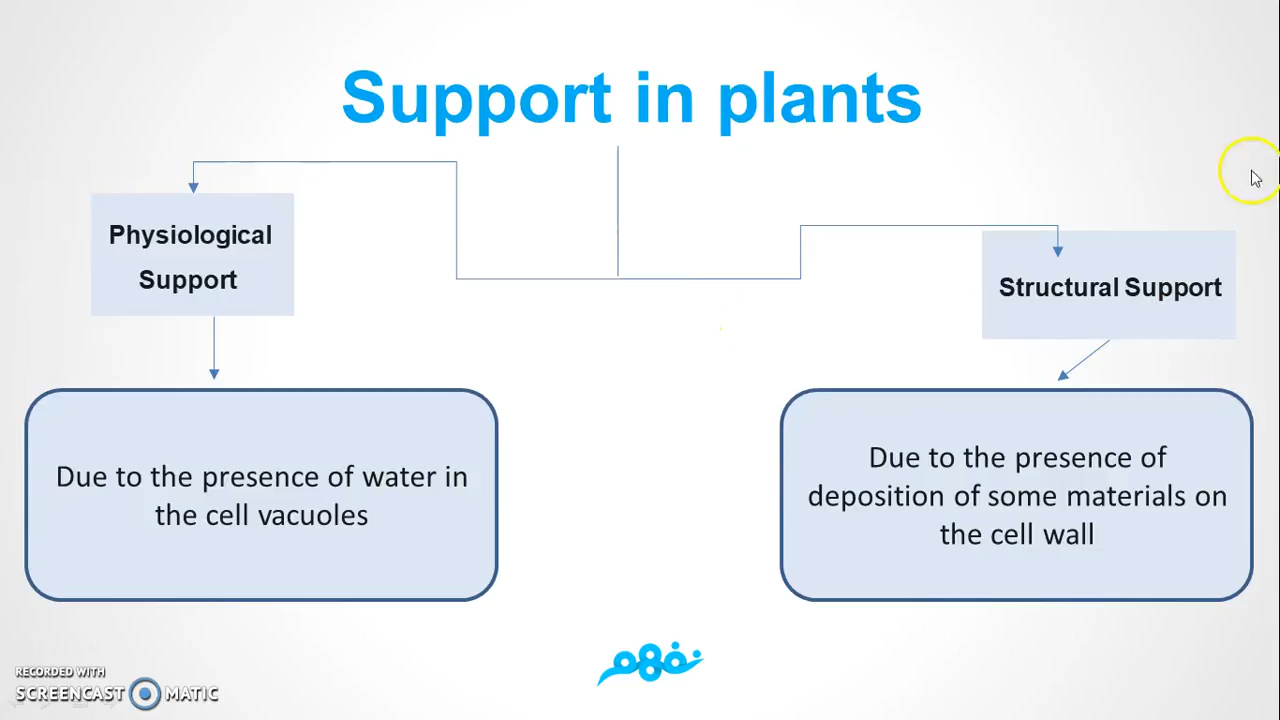 Support in plants
Physiological
Support
Structural Support
Due to the presence of water in
the cell vacuoles
Due to the presence of
deposition of some materials on
the cell wall
نفهم
RECORDED WITH
SCREENCAST MATIC